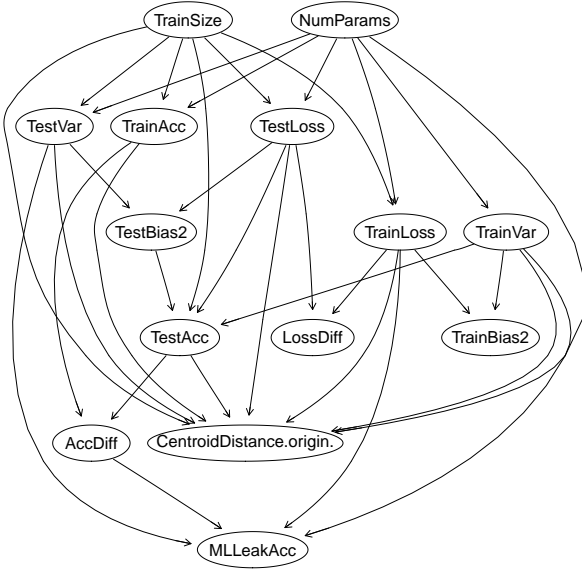 TrainSize
NumParams
TestVar
TrainAcc
TestLoss
TestBias2
TrainLoss
TrainVar
TestAcc
LossDiff
TrainBias2
AccDiff
CentroidDistance.origin.
MLLeakAcc